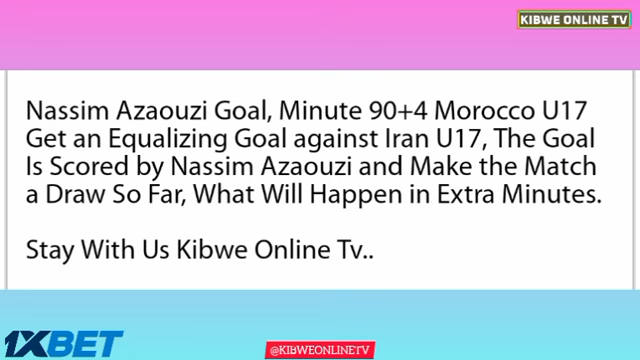 KIBWE ONLINE TV
Nassim Azaouzi Goal, Minute 90+4 Morocco U17
Get an Equalizing Goal against Iran U17, The Goal
Is Scored by Nassim Azaouzi and Make the Match
a Draw So Far, What Will Happen in Extra Minutes.
Stay With Us Kibwe Online Tv..
1XBET
@KIBWEONLINETV